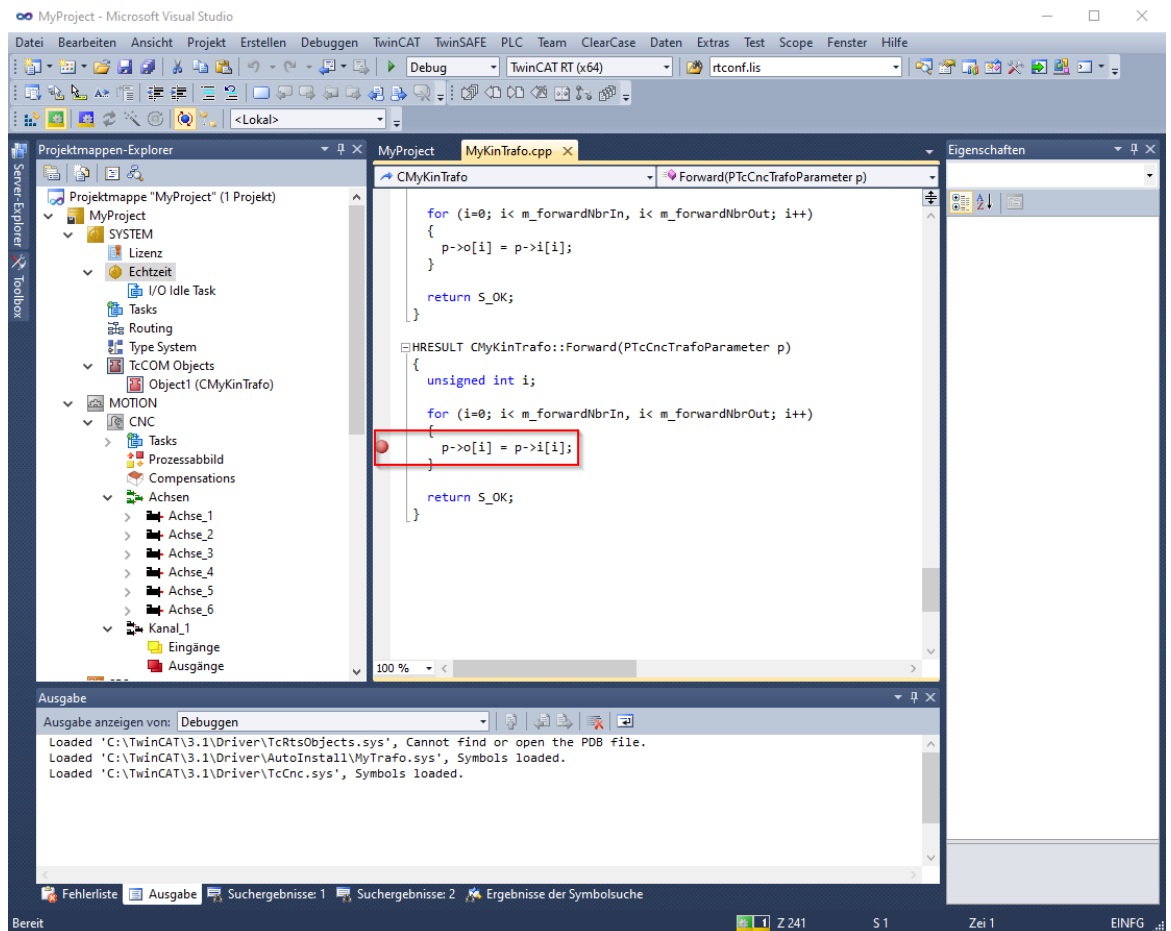 MyProject - Microsoft Visual Studio
Datei Bearbeiten Ansicht Projekt Erstellen Debuggen TwinCAT TwinSAFE PLC Team ClearCase Daten Extras Test Scope Fenster Hilfe
Debug TwinCAT RT (x64) rtconf.lis
<Lokal>
Server-Explorer
Toolbox
Projektmappen-Explorer
Projektmappe "MyProject" (1 Projekt)
MyProject
SYSTEM
Lizenz
Echtzeit
I/O Idle Task
Tasks
Routing
Type System
TcCOM Objects
Object1 (CMyKinTrafo)
MOTION
CNC
Tasks
Prozessabbild
Compensations
Achsen
Achse_1
Achse_2
Achse_3
Achse_4
Achse_5
Achse_6
Kanal_1
Eingänge
Ausgänge
MyProject MyKinTrafo.cpp
CMyKinTrafo Forward(PTcCncTrafoParameter p)
for (i=0; i< m_forwardNbrIn, i< m_forwardNbrOut; i++)
{
p->o[i] = p->i[i];
}
return S_OK;
}
HRESULT CMyKinTrafo::Forward(PTcCncTrafoParameter p)
{
unsigned int i;
for (i=0; i< m_forwardNbrIn, i< m_forwardNbrOut; i++)
{
p->o[i] = p->i[i];
}
return S_OK;
}
100 %
Eigenschaften
Ausgabe
Ausgabe anzeigen von: Debuggen
Loaded 'C:\TwinCAT\3.1\Driver\TcRtsObjects.sys', Cannot find or open the PDB file.
Loaded 'C:\TwinCAT\3.1\Driver\AutoInstall\MyTrafo.sys', Symbols loaded.
Loaded 'C:\TwinCAT\3.1\Driver\TcCnc.sys', Symbols loaded.
Fehlerliste Ausgabe Suchergebnisse: 1 Suchergebnisse: 2 Ergebnisse der Symbolsuche
Bereit 1 Z 241 S 1 Zei 1 EINFG